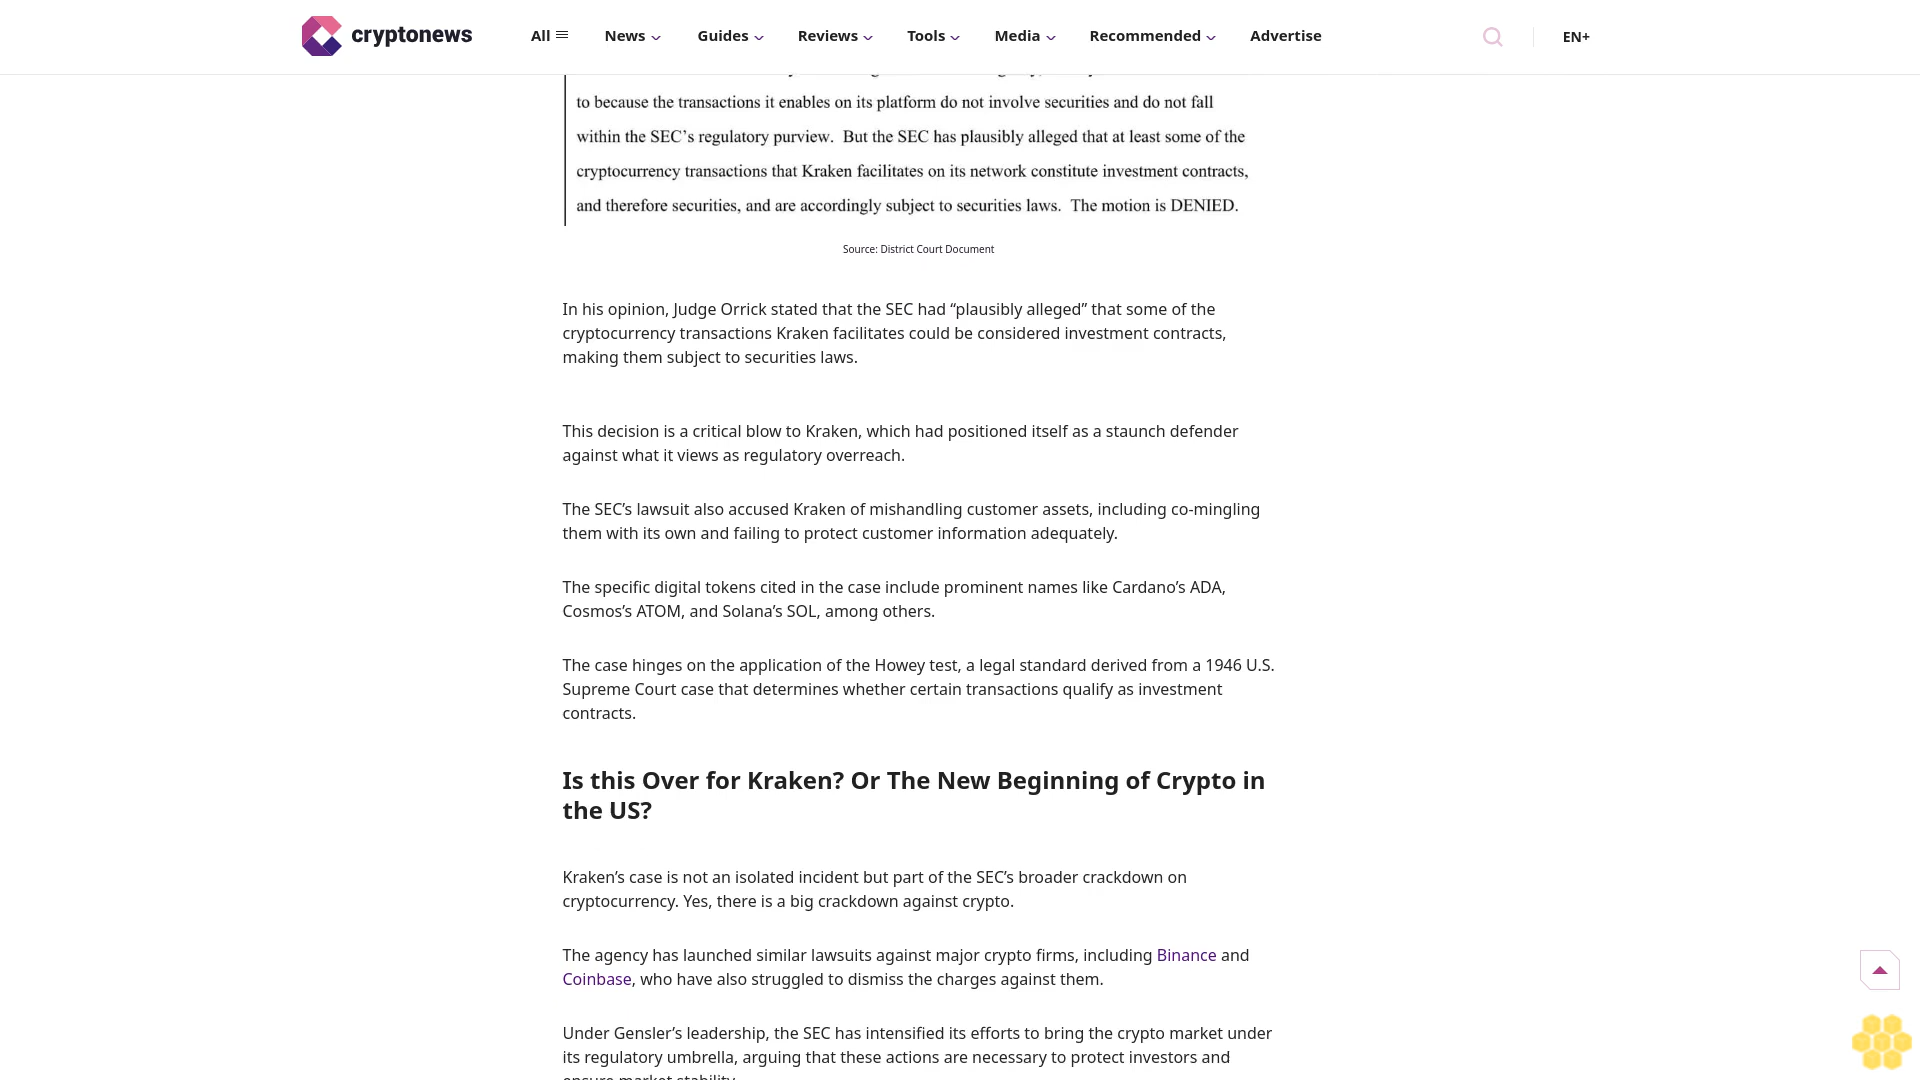 cryptonews
All
News
Guides
Reviews
Tools
Media
Recommended
Advertise
EN+
to because the transactions it enables on its platform do not involve securities and do not fall
within the SEC's regulatory purview.  But the SEC has plausibly alleged that at least some of the
cryptocurrency transactions that Kraken facilitates on its network constitute investment contracts,
and therefore securities, and are accordingly subject to securities laws.  The motion is DENIED.
Source: District Court Document
In his opinion, Judge Orrick stated that the SEC had “plausibly alleged” that some of the
cryptocurrency transactions Kraken facilitates could be considered investment contracts,
making them subject to securities laws.
This decision is a critical blow to Kraken, which had positioned itself as a staunch defender
against what it views as regulatory overreach.
The SEC’s lawsuit also accused Kraken of mishandling customer assets, including co-mingling
them with its own and failing to protect customer information adequately.
The specific digital tokens cited in the case include prominent names like Cardano’s ADA,
Cosmos’s ATOM, and Solana’s SOL, among others.
The case hinges on the application of the Howey test, a legal standard derived from a 1946 U.S.
Supreme Court case that determines whether certain transactions qualify as investment
contracts.
Is this Over for Kraken? Or The New Beginning of Crypto in
the US?
Kraken’s case is not an isolated incident but part of the SEC’s broader crackdown on
cryptocurrency. Yes, there is a big crackdown against crypto.
The agency has launched similar lawsuits against major crypto firms, including Binance and
Coinbase, who have also struggled to dismiss the charges against them.
Under Gensler’s leadership, the SEC has intensified its efforts to bring the crypto market under
its regulatory umbrella, arguing that these actions are necessary to protect investors and
ensure market stability.